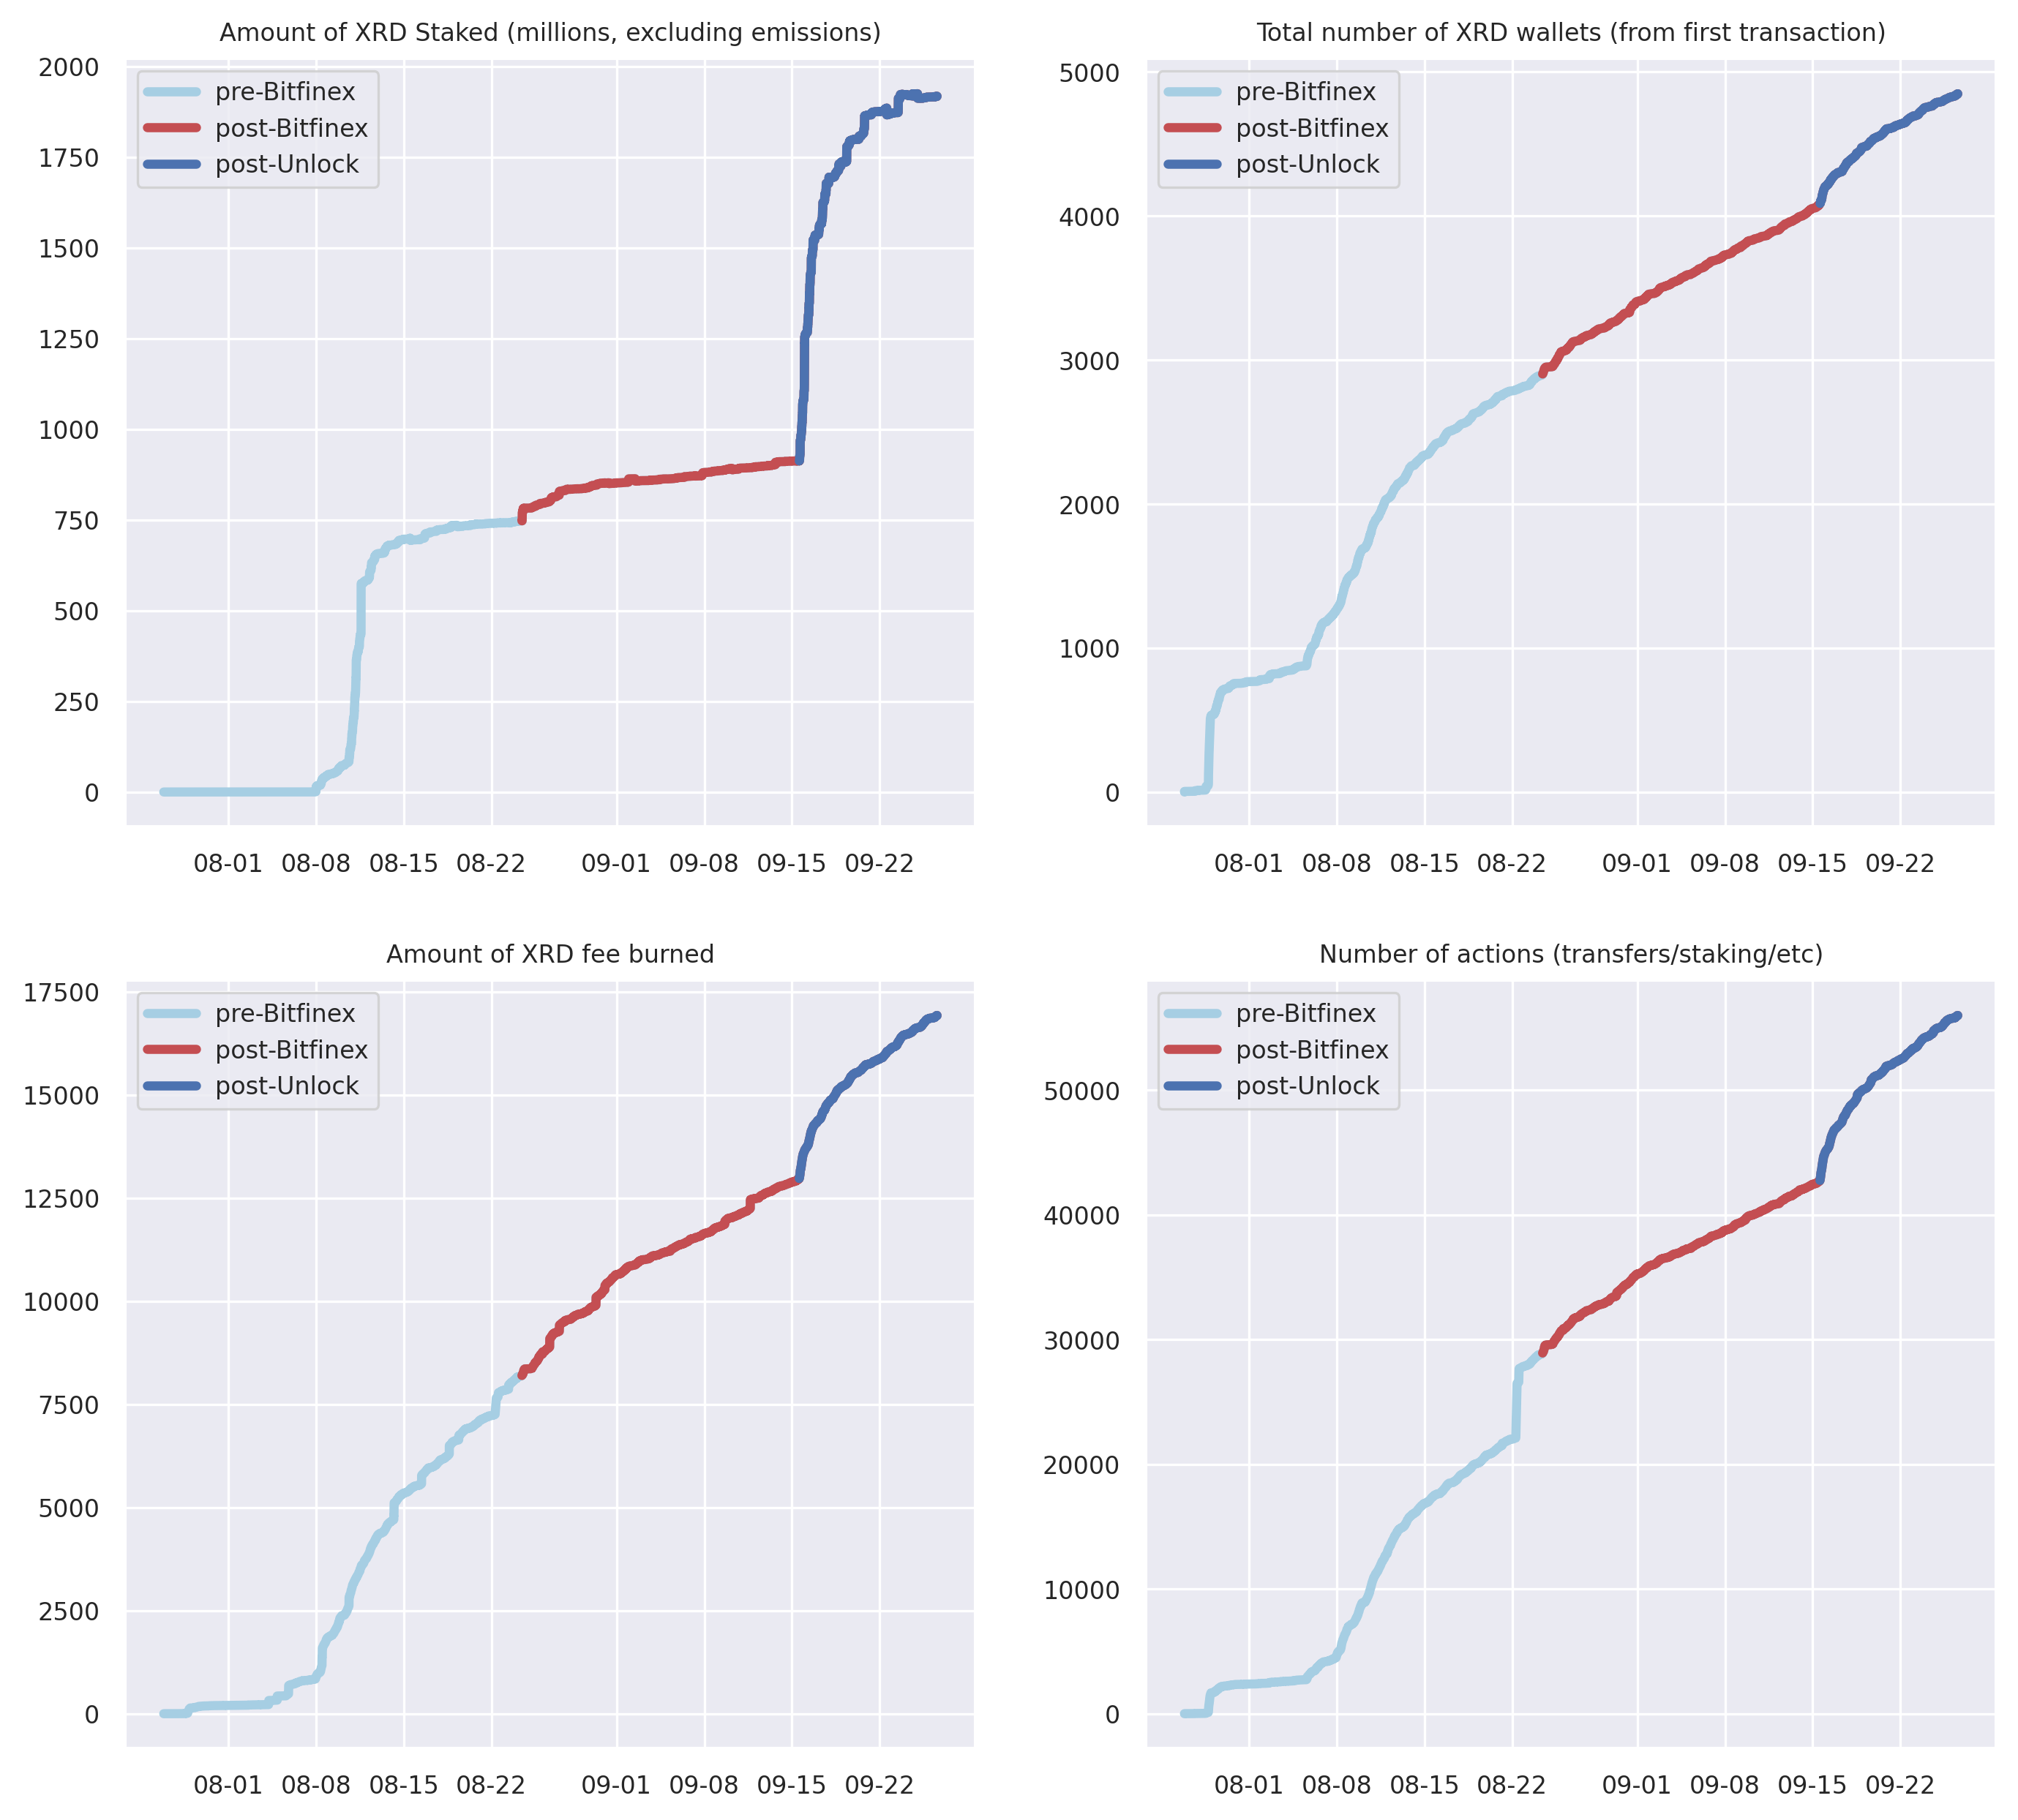 Amount of XRD Staked (millions, excluding emissions)
2000
1750
1500
1250
1000
750
500
250
0
pre-Bitfinex
post-Bitfinex
post-Unlock
08-01 08-08 08-15 08-22 09-01 09-08 09-15 09-22
Total number of XRD wallets (from first transaction)
5000
4000
3000
2000
1000
0
pre-Bitfinex
post-Bitfinex
post-Unlock
08-01 08-08 08-15 08-22 09-01 09-08 09-15 09-22
Amount of XRD fee burned
17500
15000
12500
10000
7500
5000
2500
0
pre-Bitfinex
post-Bitfinex
post-Unlock
08-01 08-08 08-15 08-22 09-01 09-08 09-15 09-22
Number of actions (transfers/staking/etc)
50000
40000
30000
20000
10000
0
pre-Bitfinex
post-Bitfinex
post-Unlock
08-01 08-08 08-15 08-22 09-01 09-08 09-15 09-22